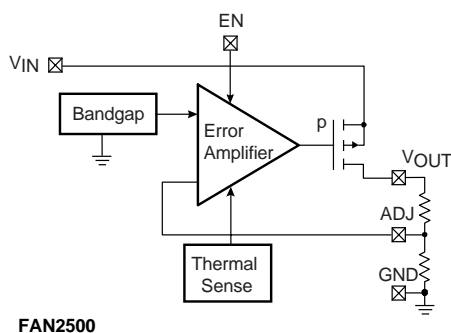 EN
VIN
Bandgap
Error
Amplifier
p
VOUT
ADJ
Thermal
Sense
GND
FAN2500